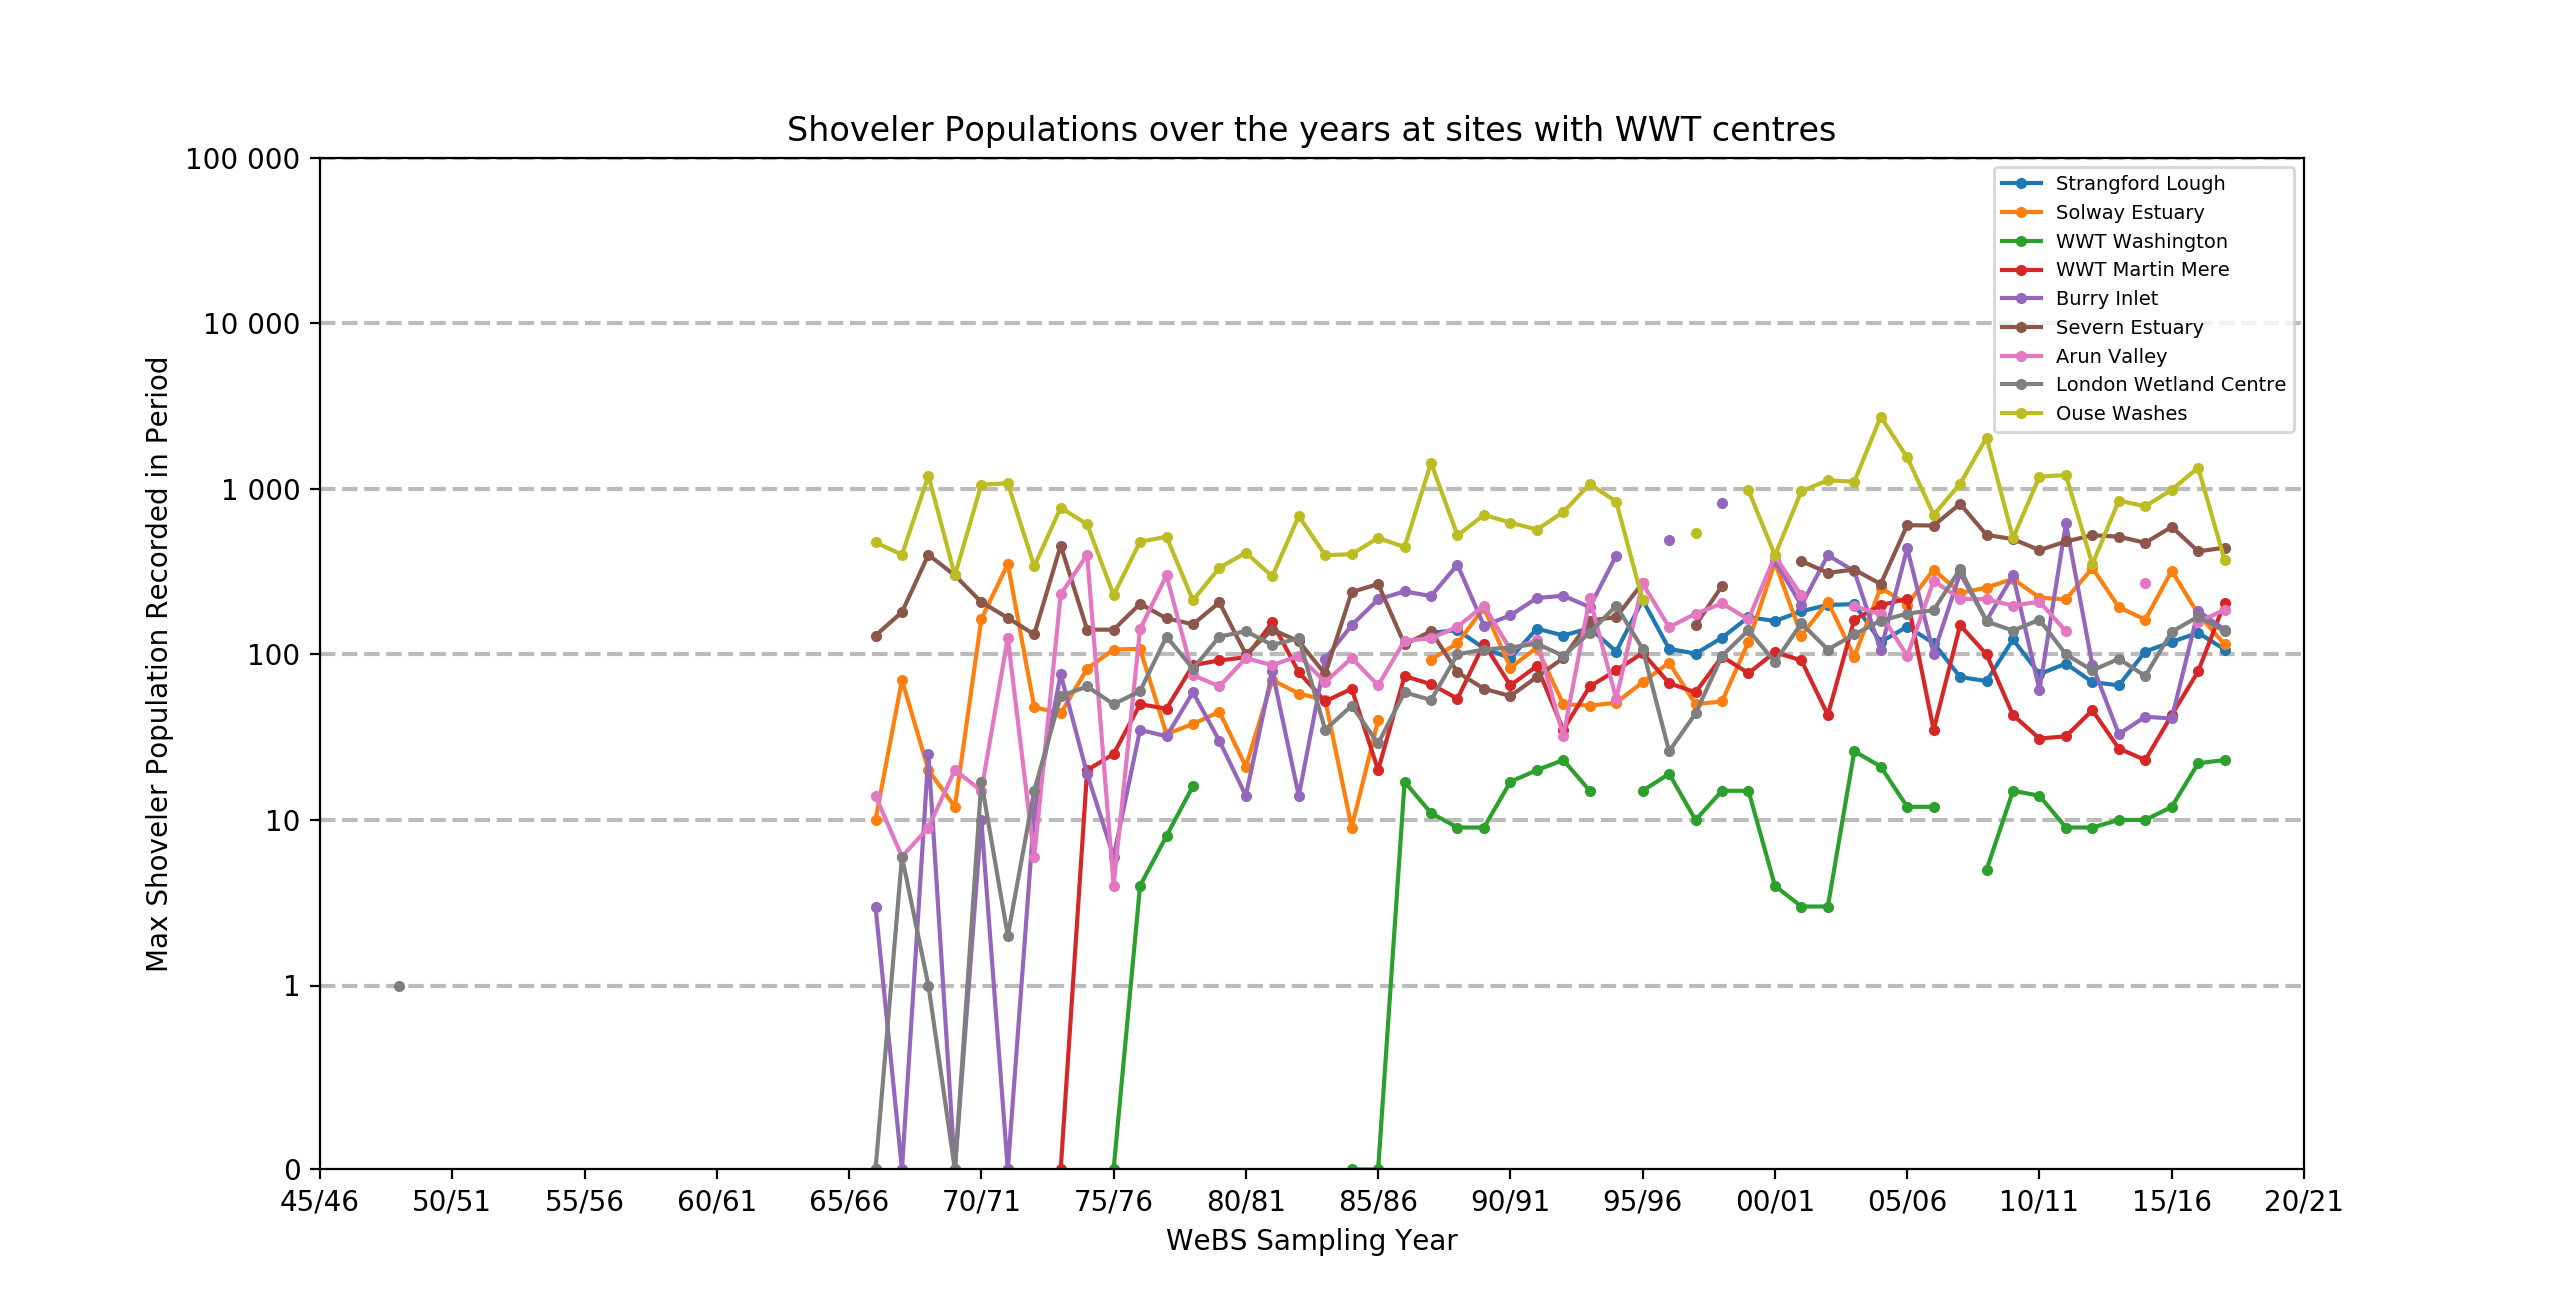 Shoveler Populations over the years at sites with WWT centres
100 000
10 000
1 000
100
10
1
0
Max Shoveler Population Recorded in Period
Strangford Lough
Solway Estuary
WWT Washington
WWT Martin Mere
Burry Inlet
Severn Estuary
Arun Valley
London Wetland Centre
Ouse Washes
45/46 50/51 55/56 60/61 65/66 70/71 75/76 80/81 85/86 90/91 95/96 00/01 05/06 10/11 15/16 20/21
WeBS Sampling Year